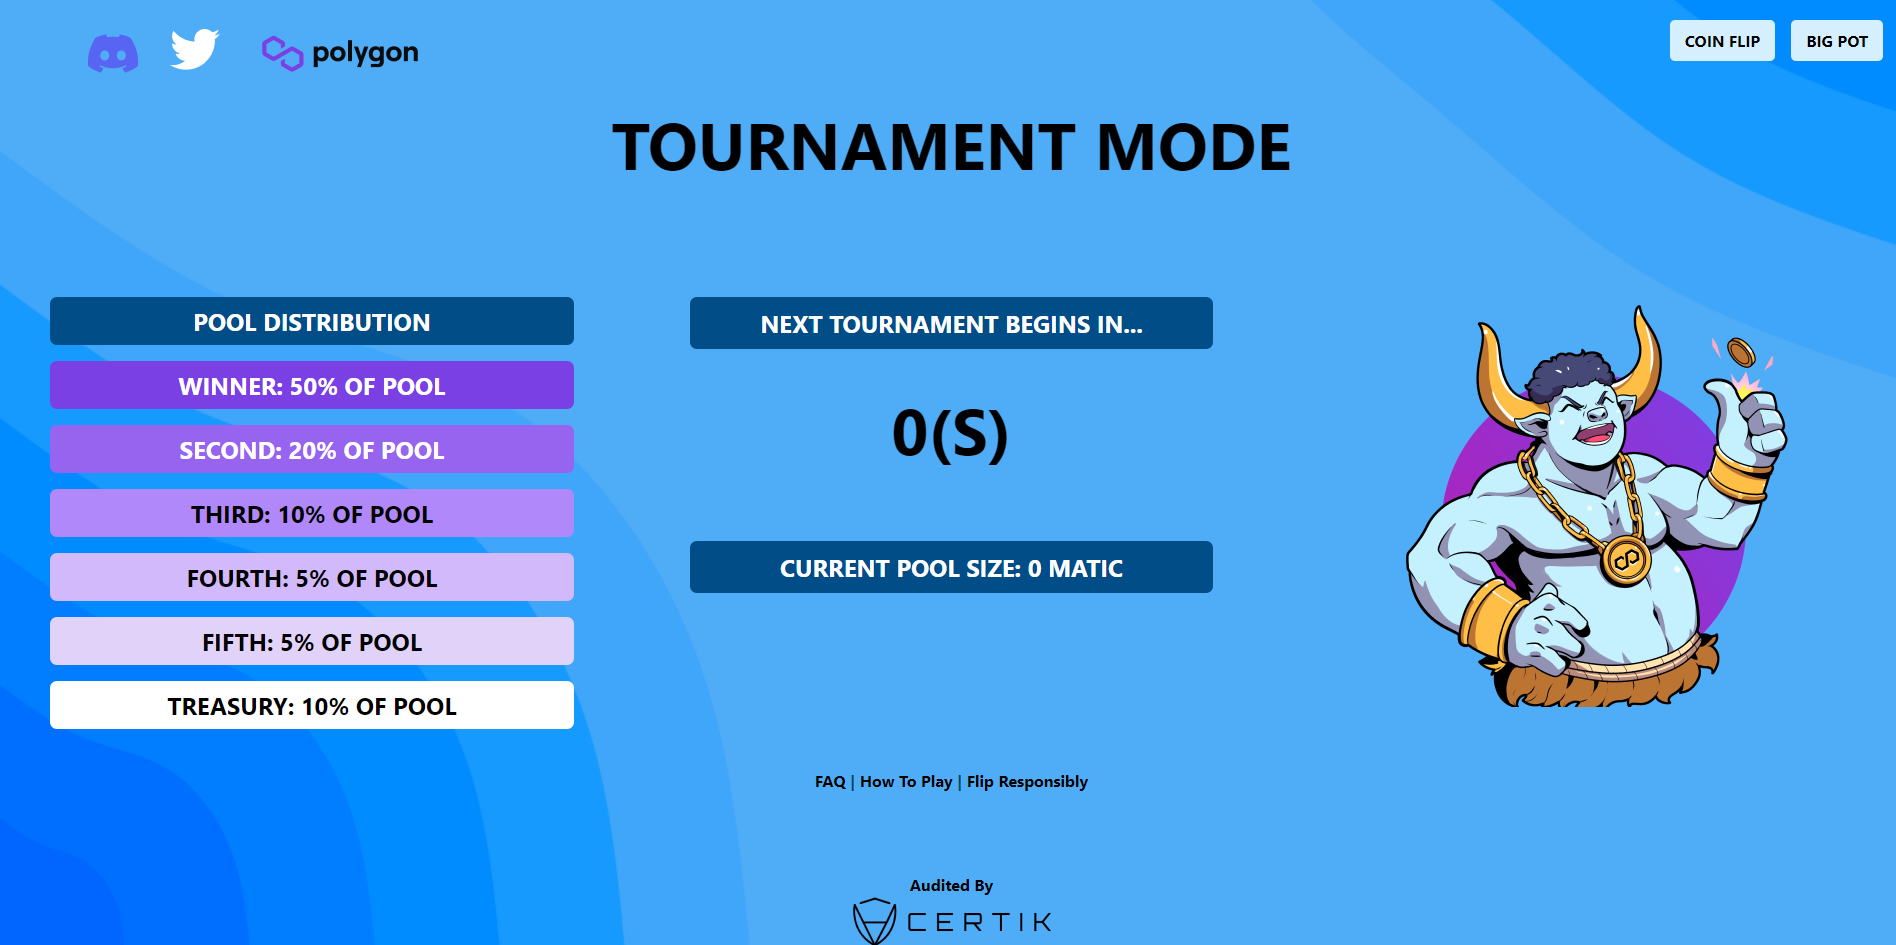 polygon
COIN FLIP
BIG POT
TOURNAMENT MODE
POOL DISTRIBUTION
WINNER: 50% OF POOL
SECOND: 20% OF POOL
THIRD: 10% OF POOL
FOURTH: 5% OF POOL
FIFTH: 5% OF POOL
TREASURY: 10% OF POOL
NEXT TOURNAMENT BEGINS IN...
0(S)
CURRENT POOL SIZE: 0 MATIC
FAQ | How To Play | Flip Responsibly
Audited By
CERTIK